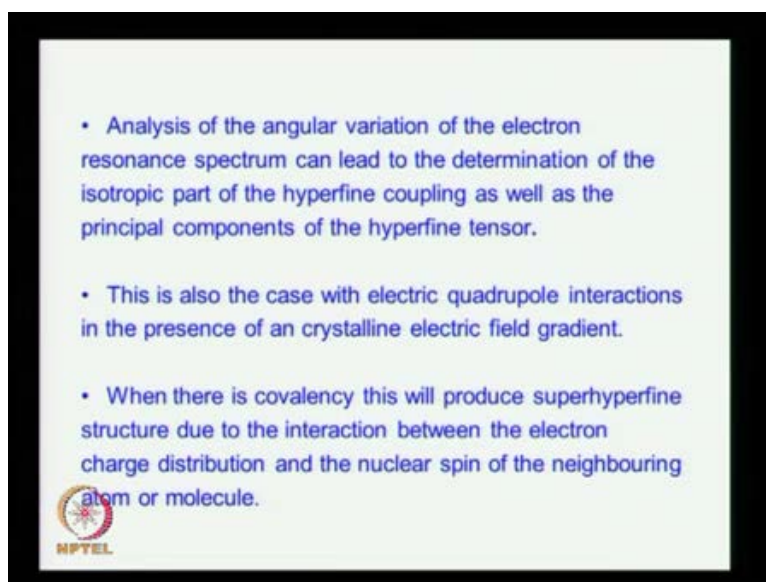 • Analysis of the angular variation of the electron
resonance spectrum can lead to the determination of the
isotropic part of the hyperfine coupling as well as the
principal components of the hyperfine tensor.
• This is also the case with electric quadrupole interactions
in the presence of an crystalline electric field gradient.
• When there is covalency this will produce superhyperfine
structure due to the interaction between the electron
charge distribution and the nuclear spin of the neighbouring
atom or molecule.
NPTEL